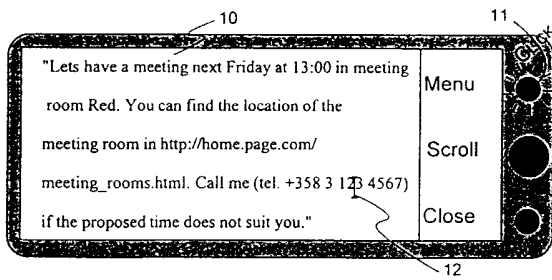 10
11
"Lets have a meeting next Friday at 13:00 in meeting
room Red. You can find the location of the
meeting room in http://home.page.com/
meeting_rooms.html. Call me (tel. +358 3 123 4567)
if the proposed time does not suit you."
Menu
Scroll
Close
12